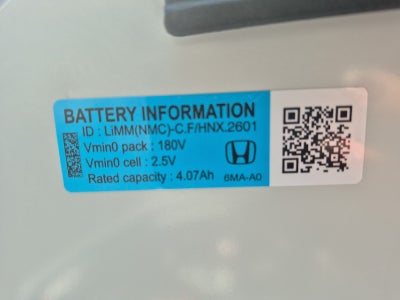 BATTERY INFORMATION
ID : LiMM(NMC)-C.F/HNX.2601
Vmin0 pack : 180V
Vmin0 cell : 2.5V
Rated capacity : 4.07Ah
6MA-A0